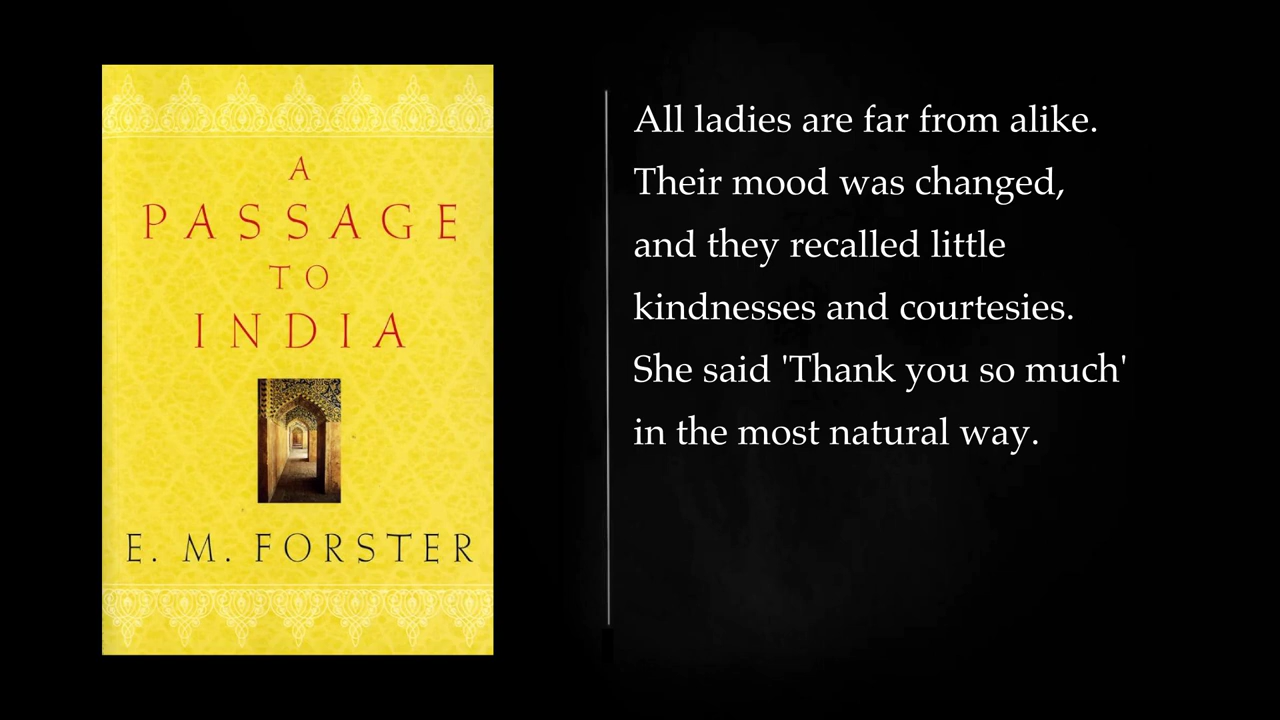 A
PASSAGE
TO
INDIA
E. M. FORSTER
All ladies are far from alike.
Their mood was changed,
and they recalled little
kindnesses and courtesies.
She said 'Thank you so much'
in the most natural way.